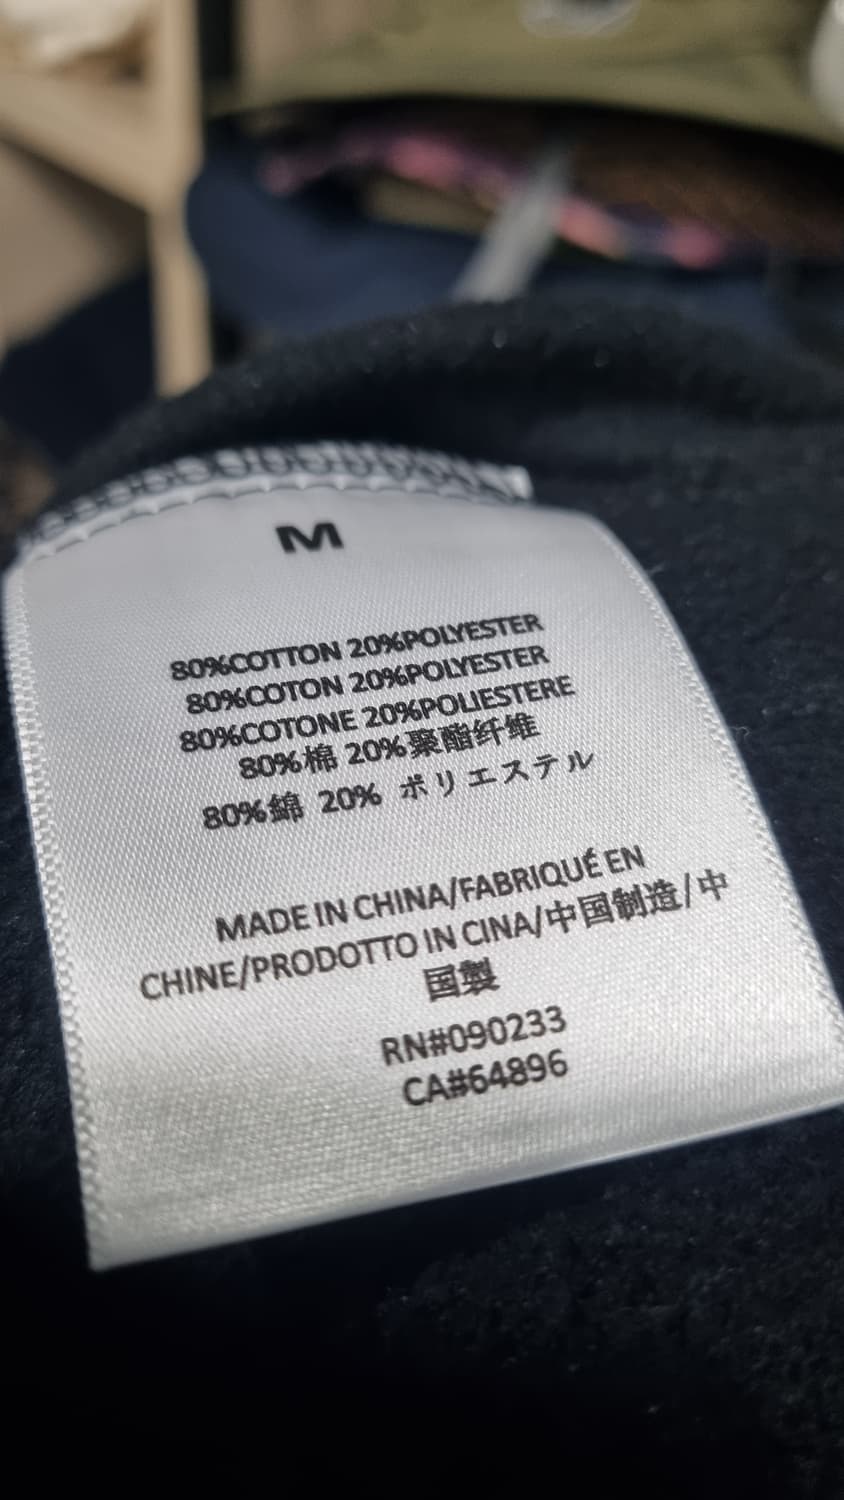 M
80%COTTON 20%POLYESTER
80%COTON 20%POLYESTER
80%COTONE 20%POLIESTERE
80%棉 20%聚酯纤维
80%綿 20% ポリエステル
MADE IN CHINA/FABRIQUÉ EN
CHINE/PRODOTTO IN CINA/中国制造/中
国製
RN#090233
CA#64896